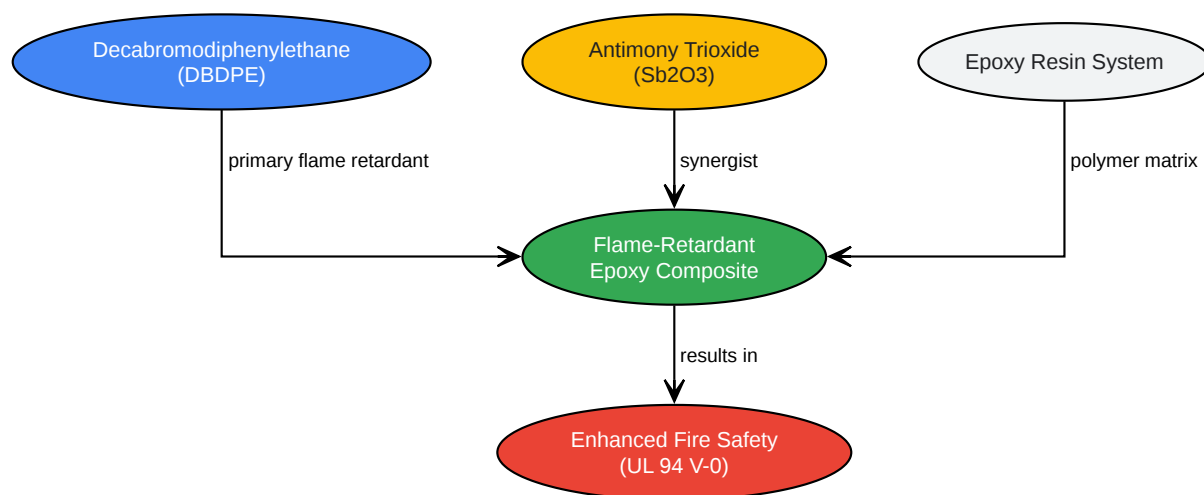 Decabromodiphenylethane
(DBDPE)
Antimony Trioxide
(Sb2O3)
Epoxy Resin System
primary flame retardant
synergist
polymer matrix
Flame-Retardant
Epoxy Composite
results in
Enhanced Fire Safety
(UL 94 V-0)